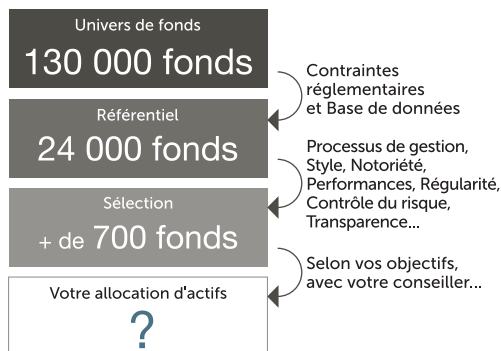 Univers de fonds
130 000 fonds
Contraintes
réglementaires
et Base de données
Référentiel
24 000 fonds
Processus de gestion,
Style, Notoriété,
Performances, Régularité,
Contrôle du risque,
Transparence...
Sélection
+ de 700 fonds
Selon vos objectifs,
avec votre conseiller...
Votre allocation d'actifs
?